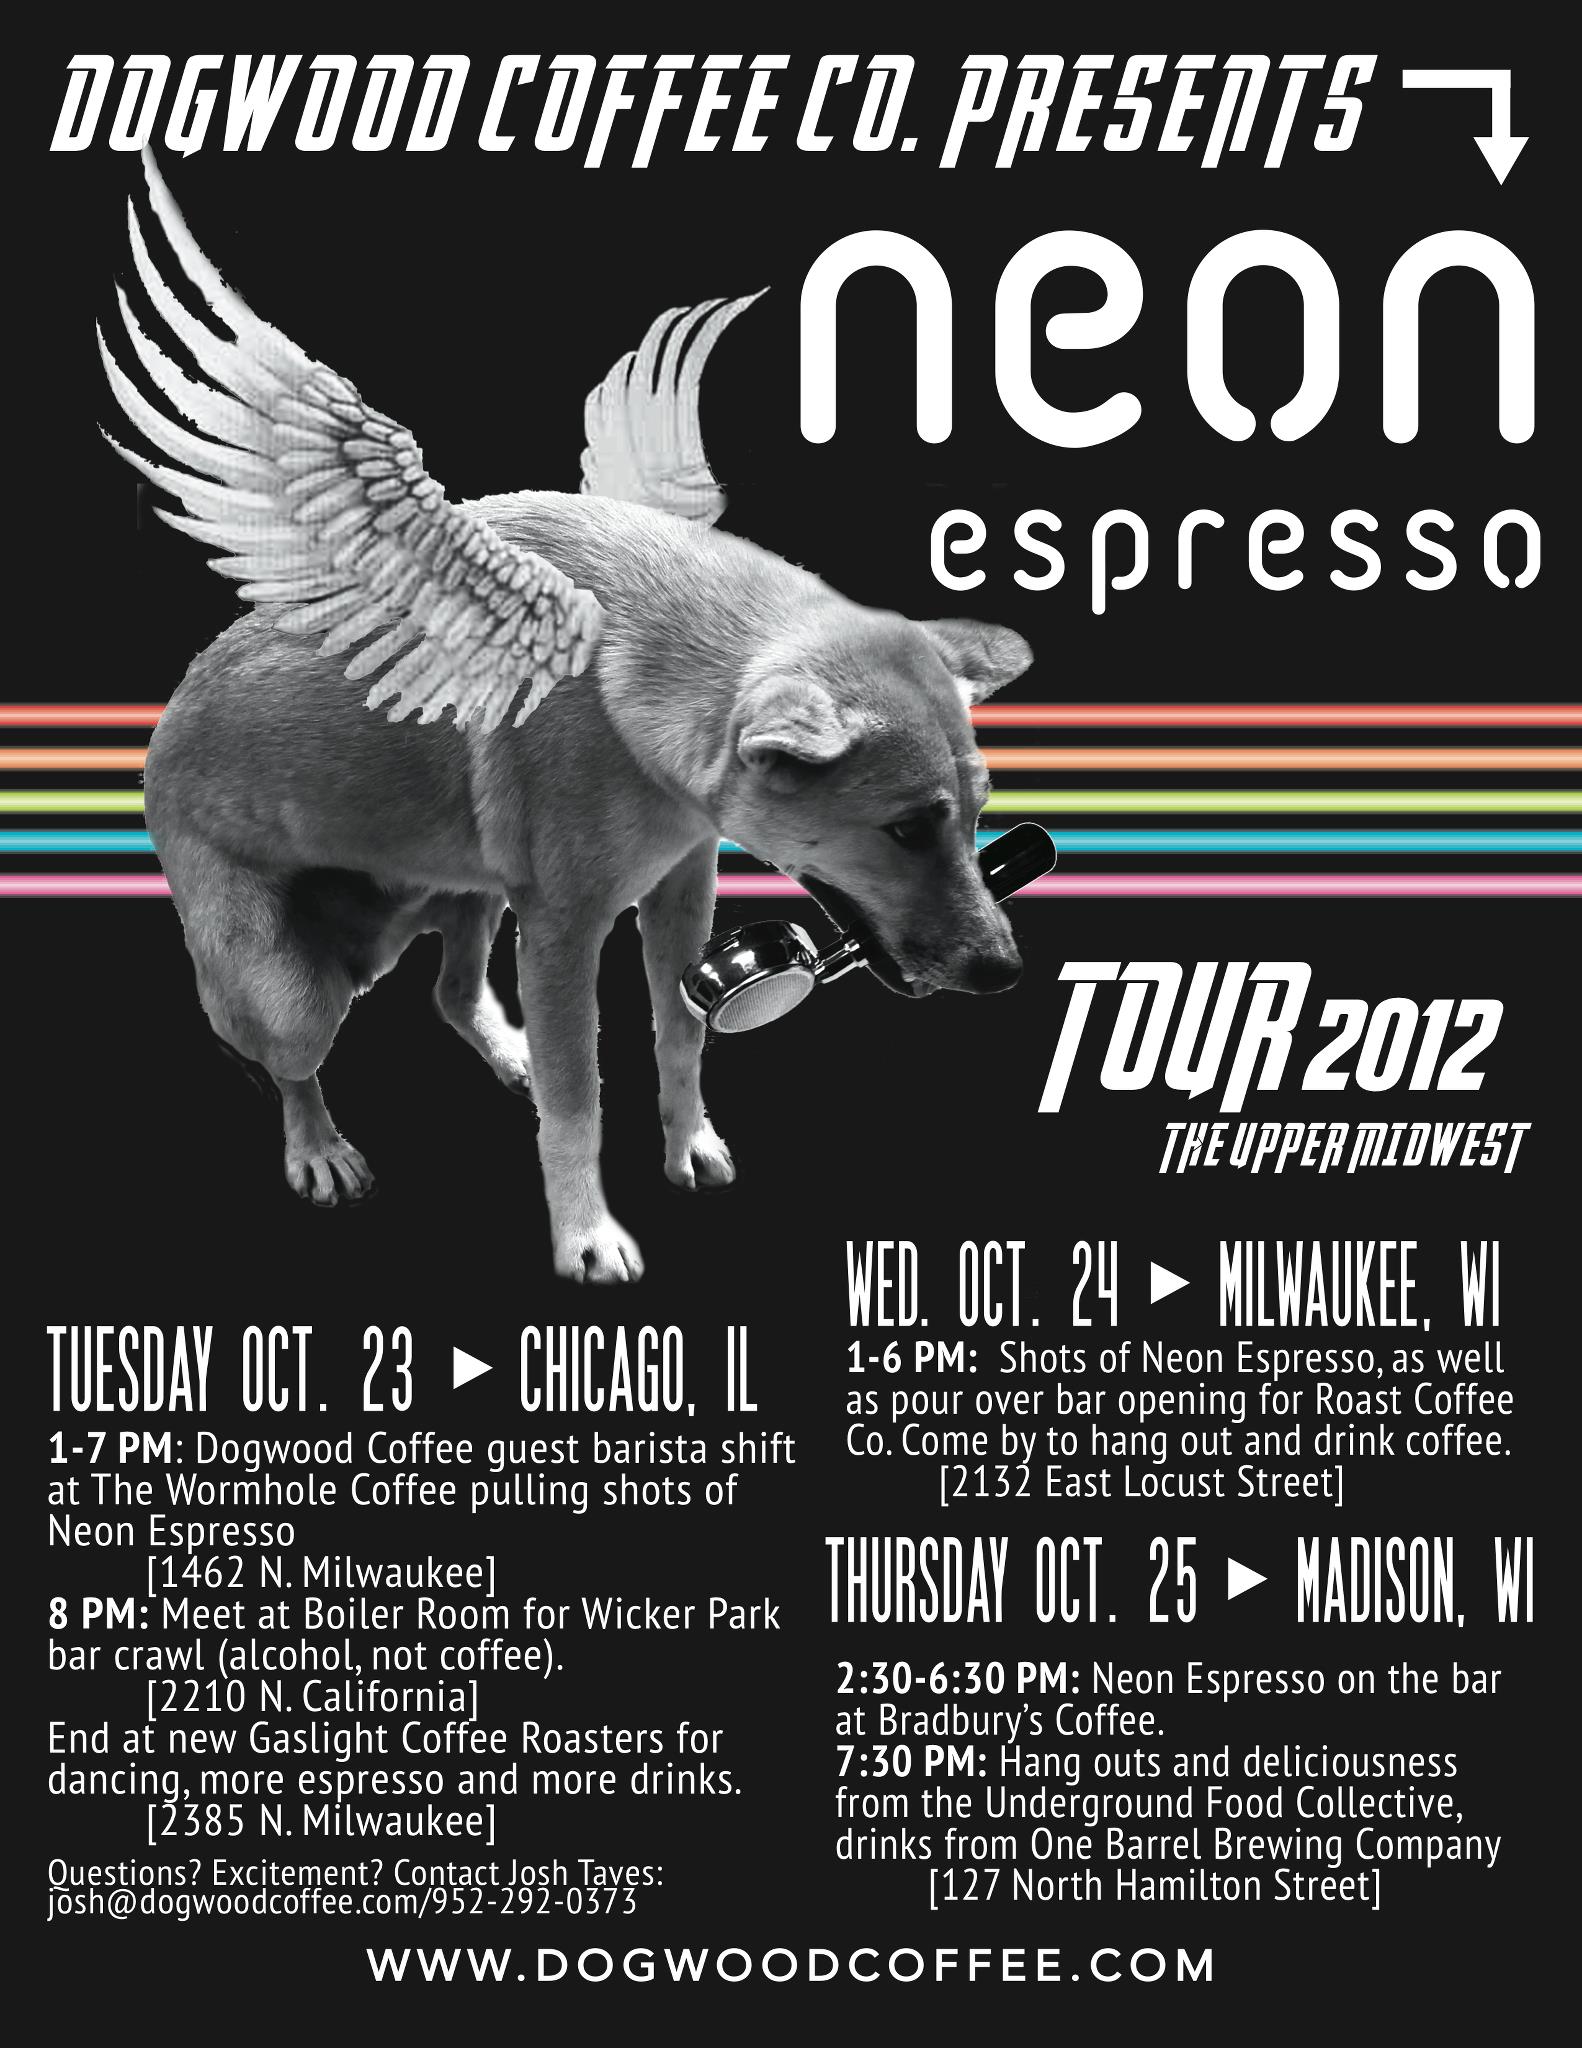 DOGWOOD COFFEE CO. PRESENTS
neon
espresso
TOUR 2012
THE UPPER MIDWEST
TUESDAY OCT. 23 ▶ CHICAGO, IL
1-7 PM: Dogwood Coffee guest barista shift
at The Wormhole Coffee pulling shots of
Neon Espresso
[1462 N. Milwaukee]
8 PM: Meet at Boiler Room for Wicker Park
bar crawl (alcohol, not coffee).
[2210 N. California]
End at new Gaslight Coffee Roasters for
dancing, more espresso and more drinks.
[2385 N. Milwaukee]
Questions? Excitement? Contact Josh Taves:
josh@dogwoodcoffee.com/952-292-0373
WED. OCT. 24 ▶ MILWAUKEE, WI
1-6 PM: Shots of Neon Espresso, as well
as pour over bar opening for Roast Coffee
Co. Come by to hang out and drink coffee.
[2132 East Locust Street]
THURSDAY OCT. 25 ▶ MADISON, WI
2:30-6:30 PM: Neon Espresso on the bar
at Bradbury's Coffee.
7:30 PM: Hang outs and deliciousness
from the Underground Food Collective,
drinks from One Barrel Brewing Company
[127 North Hamilton Street]
WWW.DOGWOODCOFFEE.COM